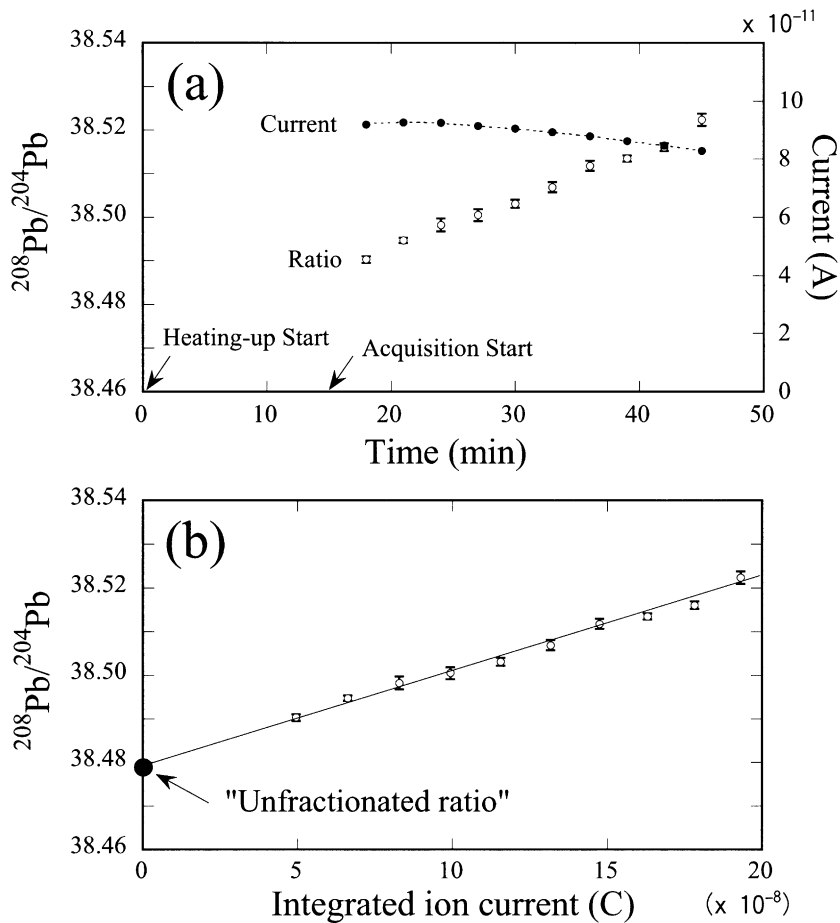 x 10⁻¹¹
38.54
38.52
38.50
38.48
38.46
²⁰⁸Pb/²⁰⁴Pb
(a)
Current
Ratio
Heating-up Start
Acquisition Start
10
8
6
4
2
0
Current (A)
0 10 20 30 40 50
Time (min)
38.54
38.52
38.50
38.48
38.46
²⁰⁸Pb/²⁰⁴Pb
(b)
"Unfractionated ratio"
0 5 10 15 20
Integrated ion current (C) (x 10⁻⁸)